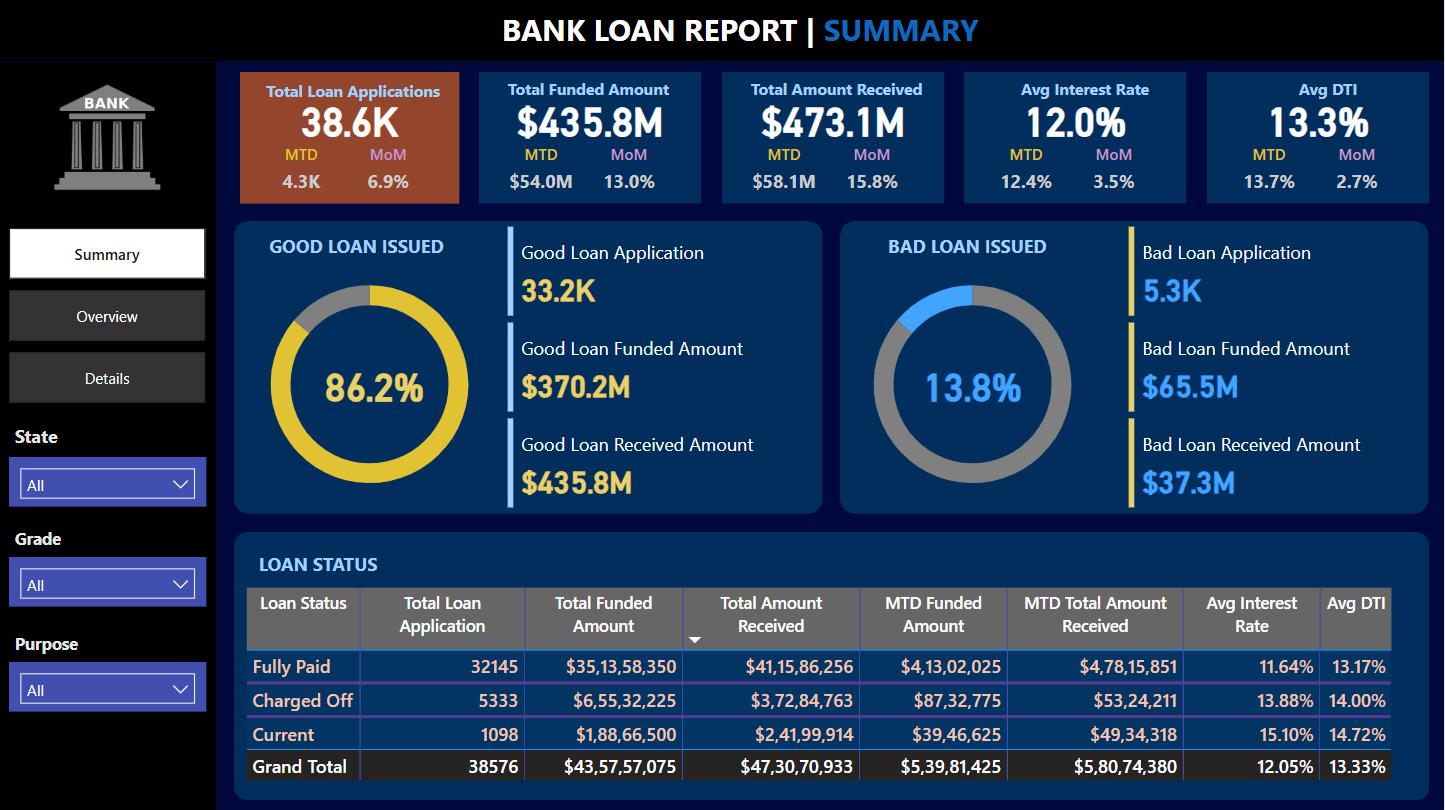 BANK LOAN REPORT | SUMMARY
BANK
Summary
Overview
Details
State
All
Grade
All
Purpose
All
Total Loan Applications
38.6K
MTD MoM
4.3K 6.9%
Total Funded Amount
$435.8M
MTD MoM
$54.0M 13.0%
Total Amount Received
$473.1M
MTD MoM
$58.1M 15.8%
Avg Interest Rate
12.0%
MTD MoM
12.4% 3.5%
Avg DTI
13.3%
MTD MoM
13.7% 2.7%
GOOD LOAN ISSUED
86.2%
Good Loan Application
33.2K
Good Loan Funded Amount
$370.2M
Good Loan Received Amount
$435.8M
BAD LOAN ISSUED
13.8%
Bad Loan Application
5.3K
Bad Loan Funded Amount
$65.5M
Bad Loan Received Amount
$37.3M
LOAN STATUS
Loan Status Total Loan Application Total Funded Amount Total Amount Received MTD Funded Amount MTD Total Amount Received Avg Interest Rate Avg DTI
Fully Paid 32145 $35,13,58,350 $41,15,86,256 $4,13,02,025 $4,78,15,851 11.64% 13.17%
Charged Off 5333 $6,55,32,225 $3,72,84,763 $87,32,775 $53,24,211 13.88% 14.00%
Current 1098 $1,88,66,500 $2,41,99,914 $39,46,625 $49,34,318 15.10% 14.72%
Grand Total 38576 $43,57,57,075 $47,30,70,933 $5,39,81,425 $5,80,74,380 12.05% 13.33%